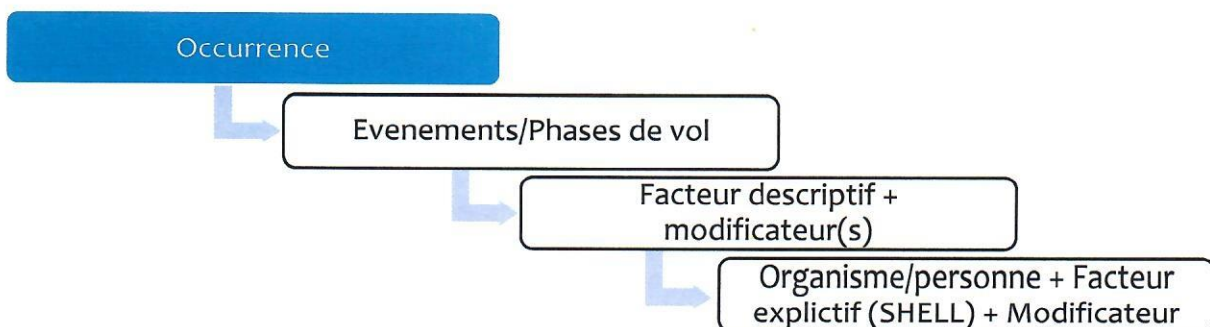 Occurrence
Evenements/Phases de vol
Facteur descriptif +
modificateur(s)
Organisme/personne + Facteur
explictif (SHELL) + Modificateur